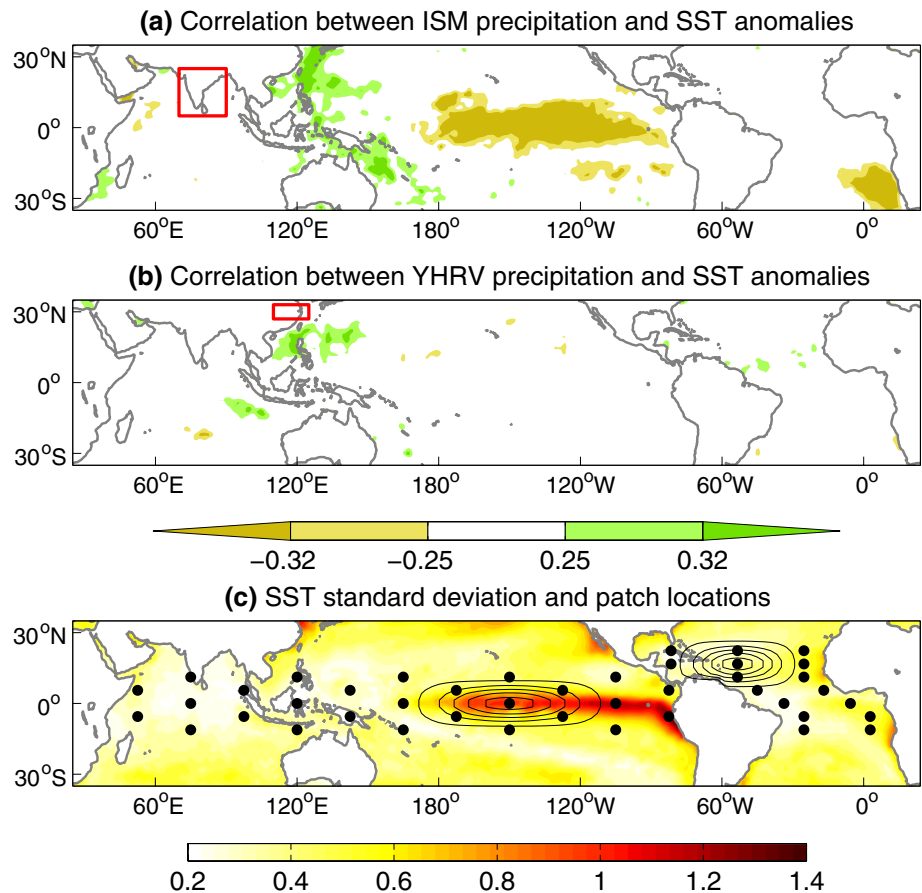 (a) Correlation between ISM precipitation and SST anomalies
30°N
0°
30°S
60°E 120°E 180° 120°W 60°W 0°
(b) Correlation between YHRV precipitation and SST anomalies
30°N
0°
30°S
60°E 120°E 180° 120°W 60°W 0°
−0.32 −0.25 0.25 0.32
(c) SST standard deviation and patch locations
30°N
0°
30°S
60°E 120°E 180° 120°W 60°W 0°
0.2 0.4 0.6 0.8 1 1.2 1.4